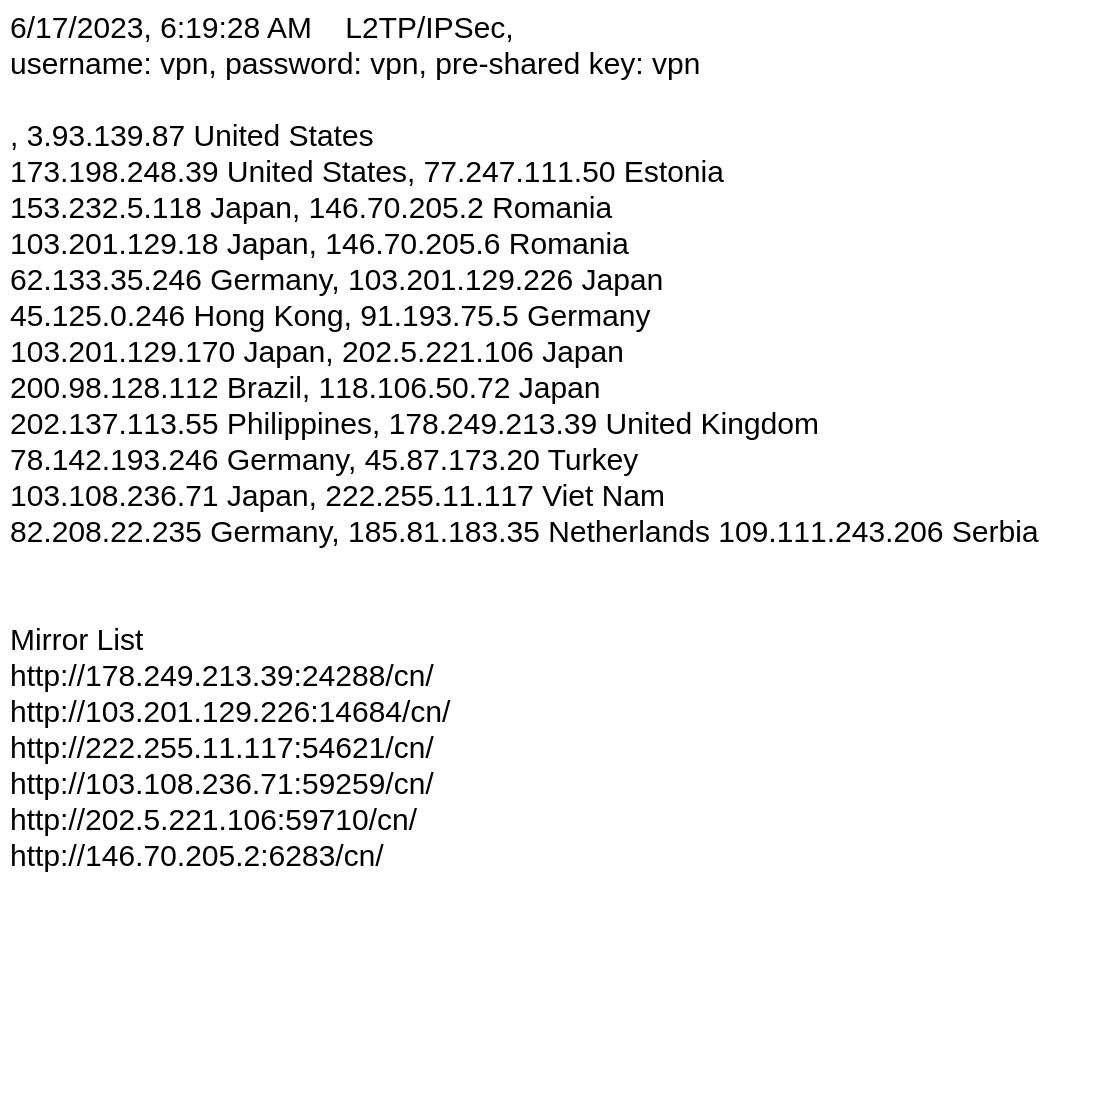 6/17/2023, 6:19:28 AM    L2TP/IPSec,
username: vpn, password: vpn, pre-shared key: vpn
, 3.93.139.87 United States
173.198.248.39 United States, 77.247.111.50 Estonia
153.232.5.118 Japan, 146.70.205.2 Romania
103.201.129.18 Japan, 146.70.205.6 Romania
62.133.35.246 Germany, 103.201.129.226 Japan
45.125.0.246 Hong Kong, 91.193.75.5 Germany
103.201.129.170 Japan, 202.5.221.106 Japan
200.98.128.112 Brazil, 118.106.50.72 Japan
202.137.113.55 Philippines, 178.249.213.39 United Kingdom
78.142.193.246 Germany, 45.87.173.20 Turkey
103.108.236.71 Japan, 222.255.11.117 Viet Nam
82.208.22.235 Germany, 185.81.183.35 Netherlands 109.111.243.206 Serbia
Mirror List
http://178.249.213.39:24288/cn/
http://103.201.129.226:14684/cn/
http://222.255.11.117:54621/cn/
http://103.108.236.71:59259/cn/
http://202.5.221.106:59710/cn/
http://146.70.205.2:6283/cn/